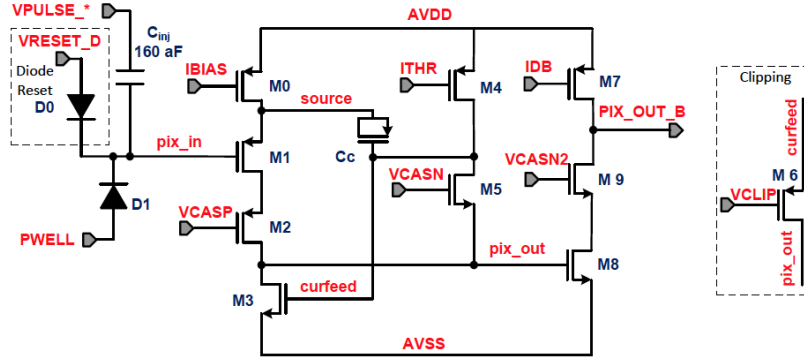 VPULSE_*
AVDD
Cinj
160 aF
VRESET_D
Diode
Reset
D0
IBIAS
M0
ITHR
M4
IDB
M7
Clipping
source
PIX_OUT_B
curfeed
pix_in
M1
Cc
VCASN
M5
VCASN2
M 9
M 6
VCLIP
D1
VCASP
M2
PWELL
pix_out
M8
pix_out
M3
curfeed
AVSS